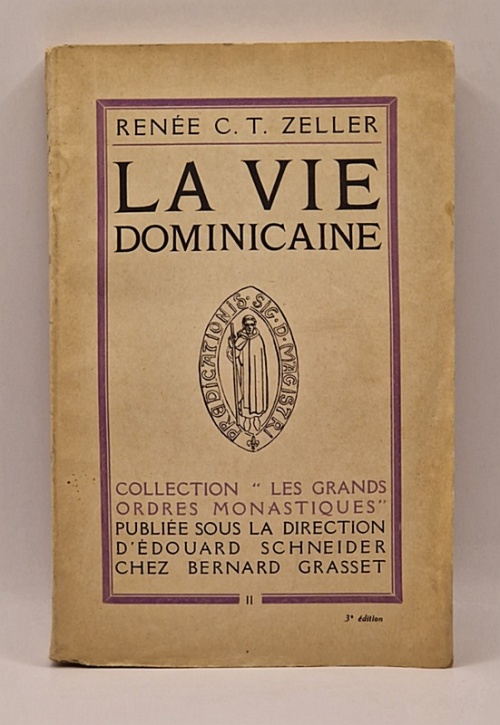 RENÉE C. T. ZELLER
LA VIE
DOMINICAINE
SIG · D · MAGISTRI
PREDICATIONIS
COLLECTION " LES GRANDS
ORDRES MONASTIQUES"
PUBLIÉE SOUS LA DIRECTION
D'ÉDOUARD SCHNEIDER
CHEZ BERNARD GRASSET
II
3e édition